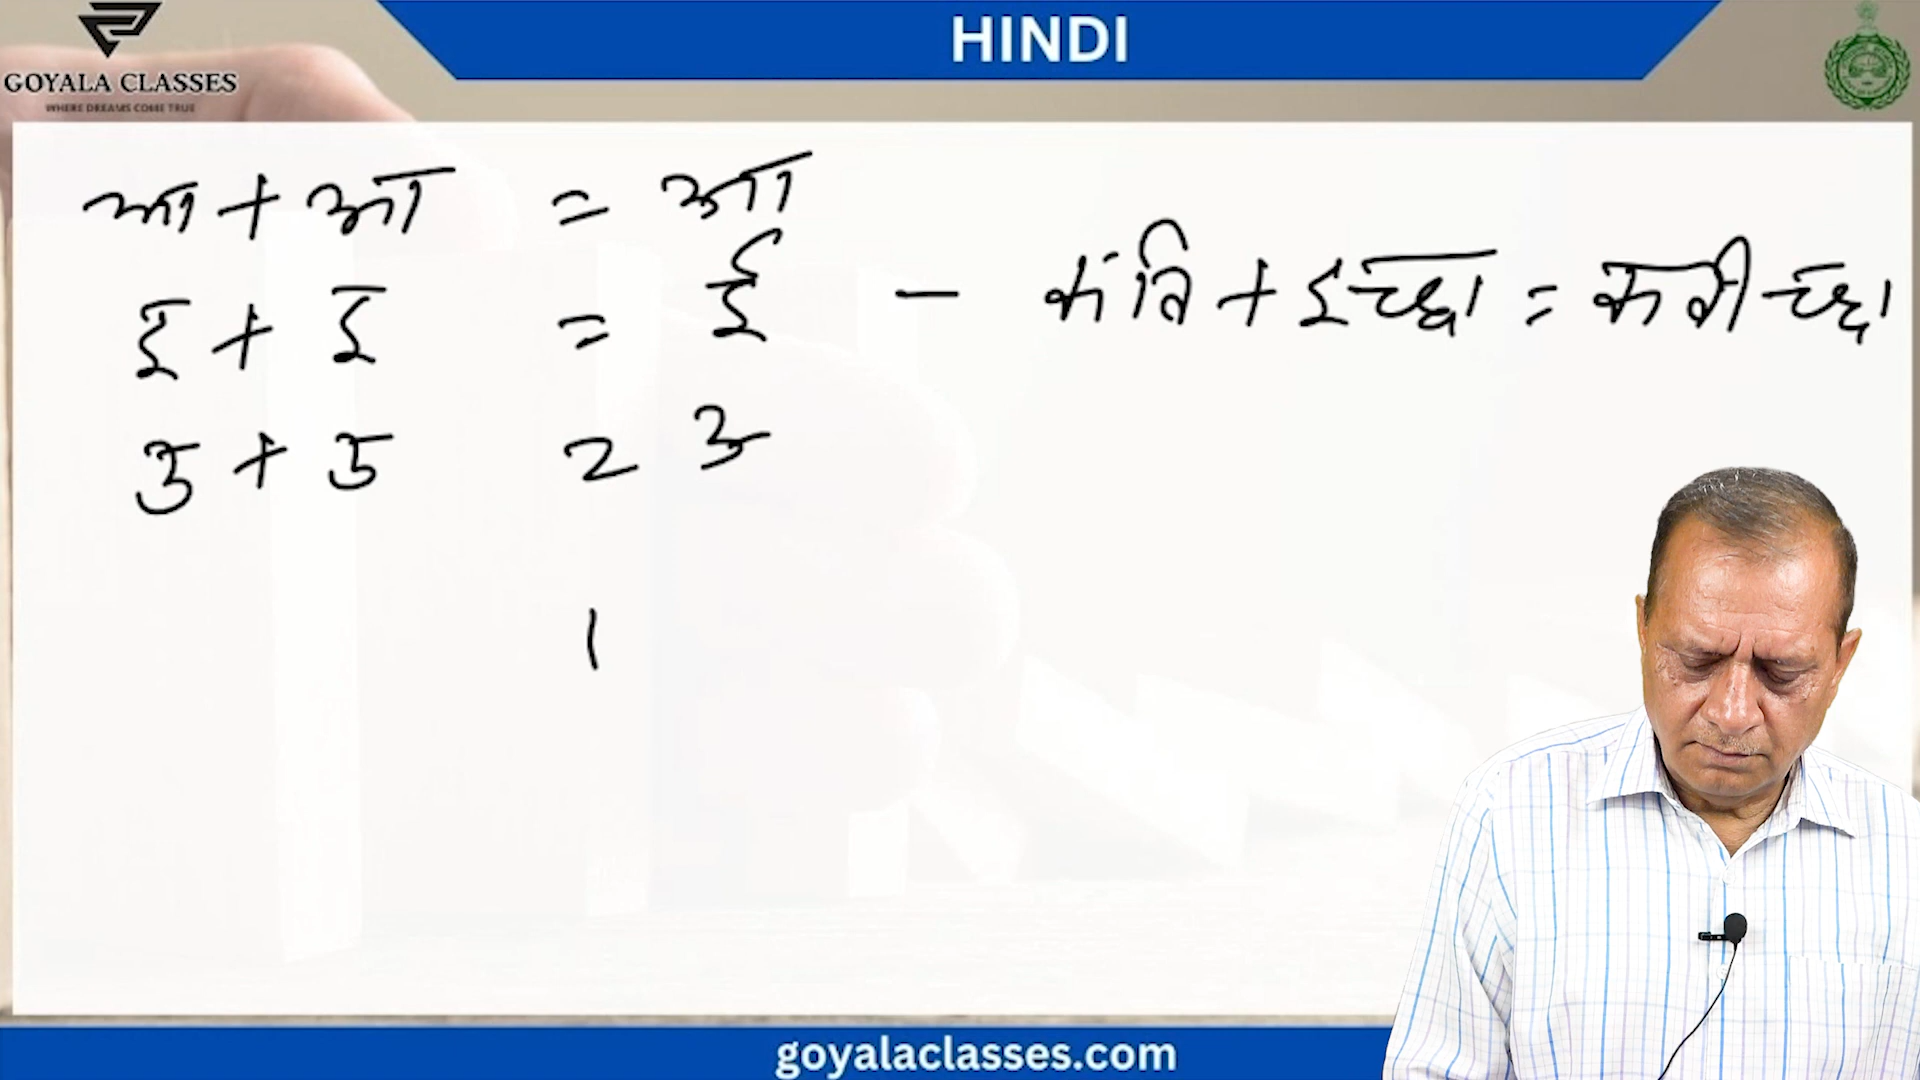 HINDI
GOYALA CLASSES
WHERE DREAMS COME TRUE
आ + आ = आ
इ + इ = ई - कवि + इच्छा = कवीच्छा
उ + उ = उ
।
goyalaclasses.com